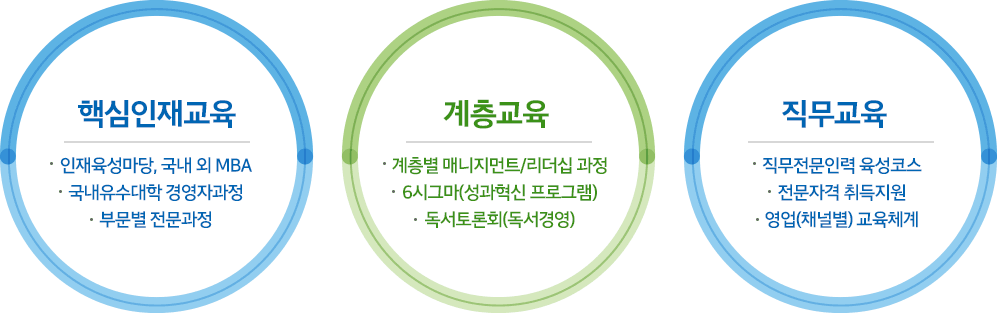 핵심인재교육
· 인재육성마당, 국내 외 MBA
· 국내유수대학 경영자과정
· 부문별 전문과정
계층교육
· 계층별 매니지먼트/리더십 과정
· 6시그마(성과혁신 프로그램)
· 독서토론회(독서경영)
직무교육
· 직무전문인력 육성코스
· 전문자격 취득지원
· 영업(채널별) 교육체계